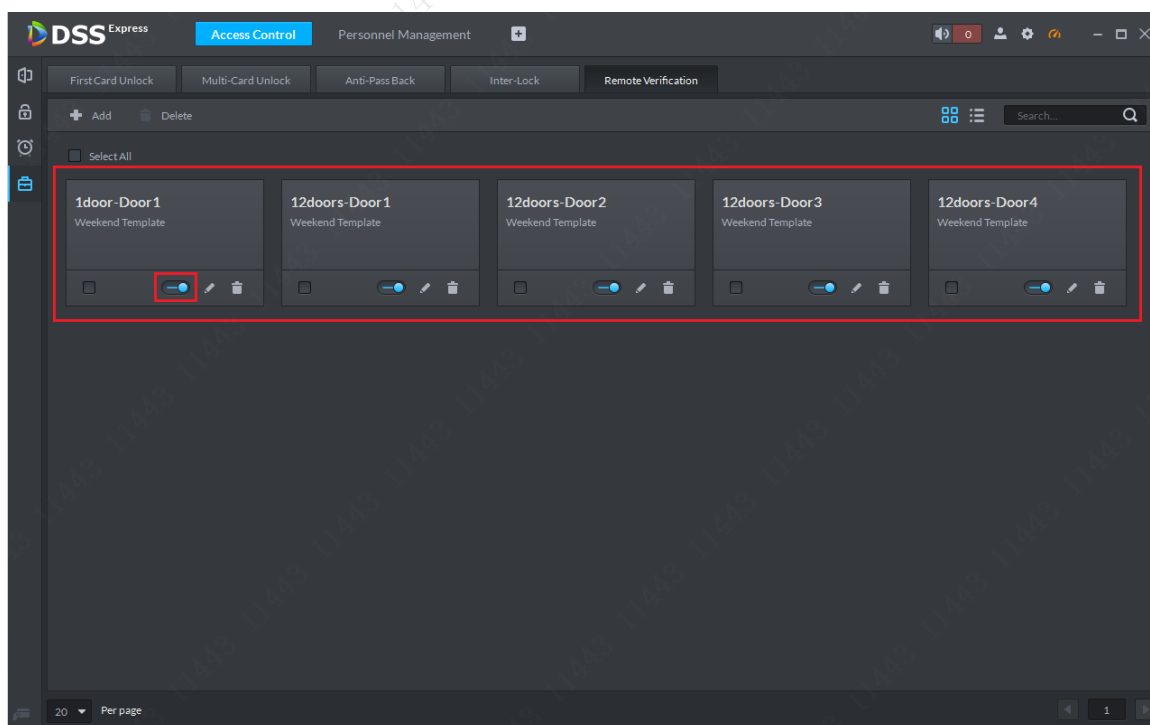 DSS Express Access Control Personnel Management 0
First Card Unlock Multi-Card Unlock Anti-Pass Back Inter-Lock Remote Verification
Add Delete Search...
Select All
1door-Door1 12doors-Door1 12doors-Door2 12doors-Door3 12doors-Door4
Weekend Template Weekend Template Weekend Template Weekend Template Weekend Template
20 Per page 1
11443 11443